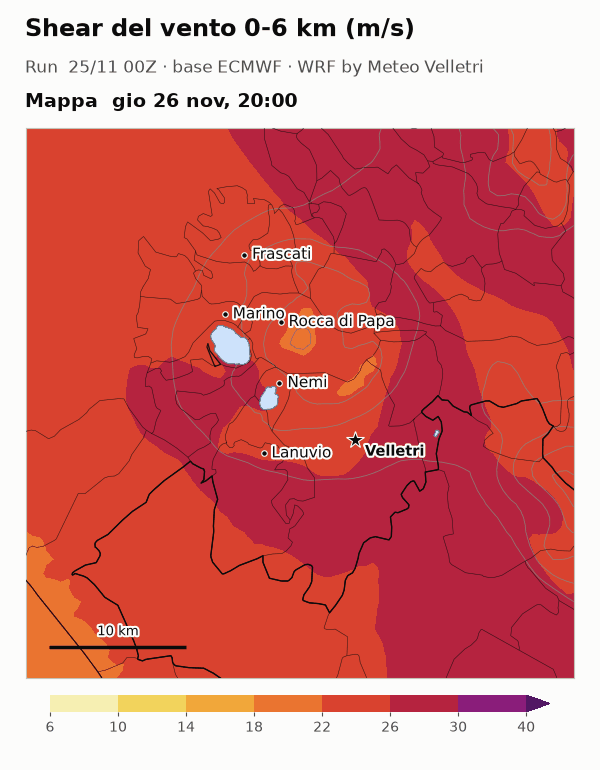 Shear del vento 0-6 km (m/s)
Run  25/11 00Z · base ECMWF · WRF by Meteo Velletri
Mappa  gio 26 nov, 20:00
Frascati
Marino
Rocca di Papa
Nemi
Velletri
Lanuvio
10 km
6 10 14 18 22 26 30 40